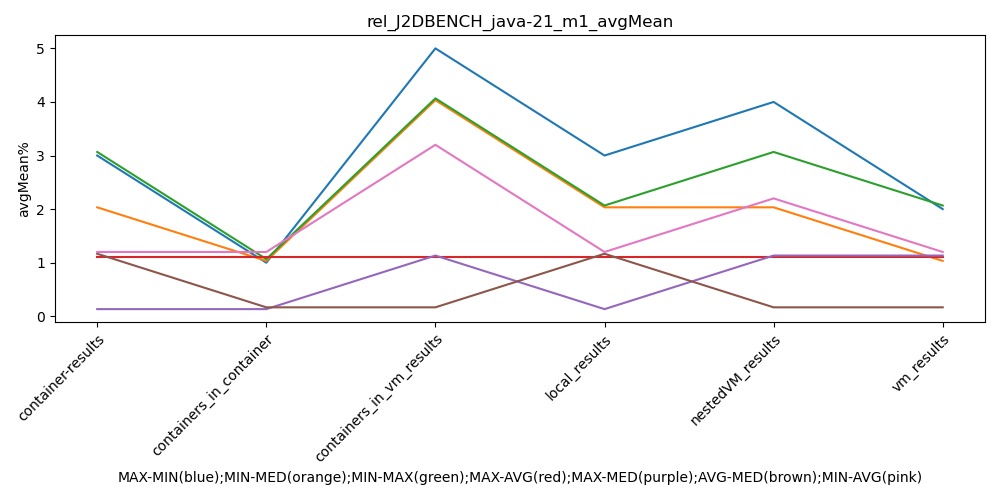 rel_J2DBENCH_java-21_m1_avgMean
avgMean%
5
4
3
2
1
0
container-results
containers_in_container
containers_in_vm_results
local_results
nestedVM_results
vm_results
MAX-MIN(blue);MIN-MED(orange);MIN-MAX(green);MAX-AVG(red);MAX-MED(purple);AVG-MED(brown);MIN-AVG(pink)